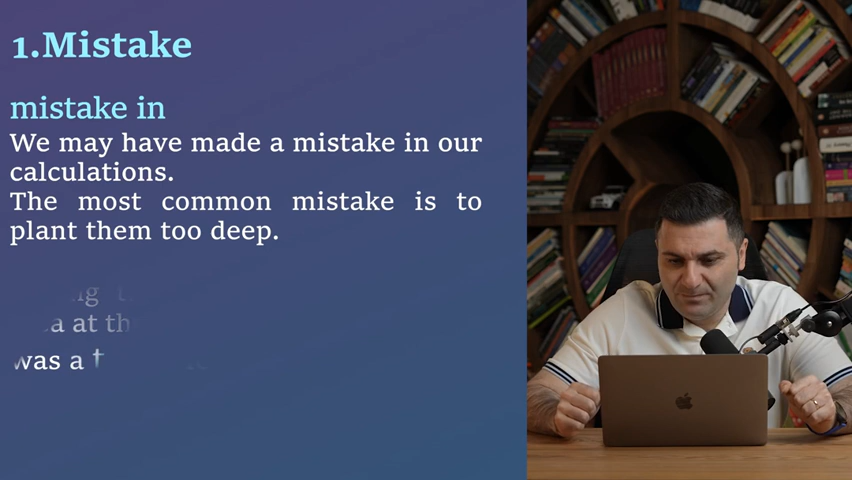 1.Mistake
mistake in
We may have made a mistake in our
calculations.
The most common mistake is to
plant them too deep.
was a